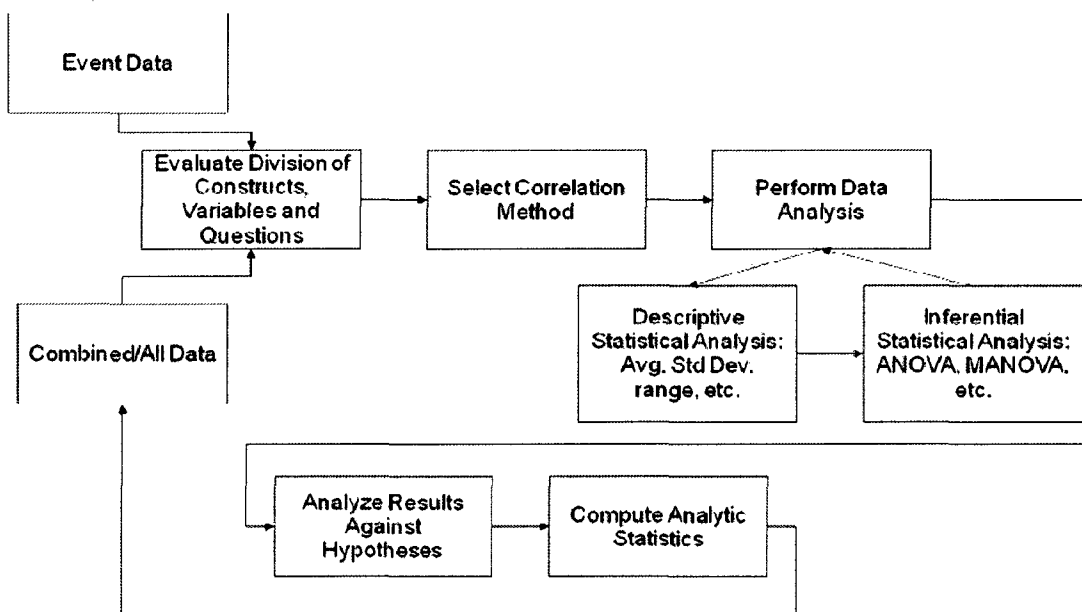 Event Data
Evaluate Division of
Constructs,
Variables and
Questions
Select Correlation
Method
Perform Data
Analysis
Combined/All Data
Descriptive
Statistical Analysis:
Avg. Std Dev.
range, etc.
Inferential
Statistical Analysis:
ANOVA, MANOVA,
etc.
Analyze Results
Against
Hypotheses
Compute Analytic
Statistics